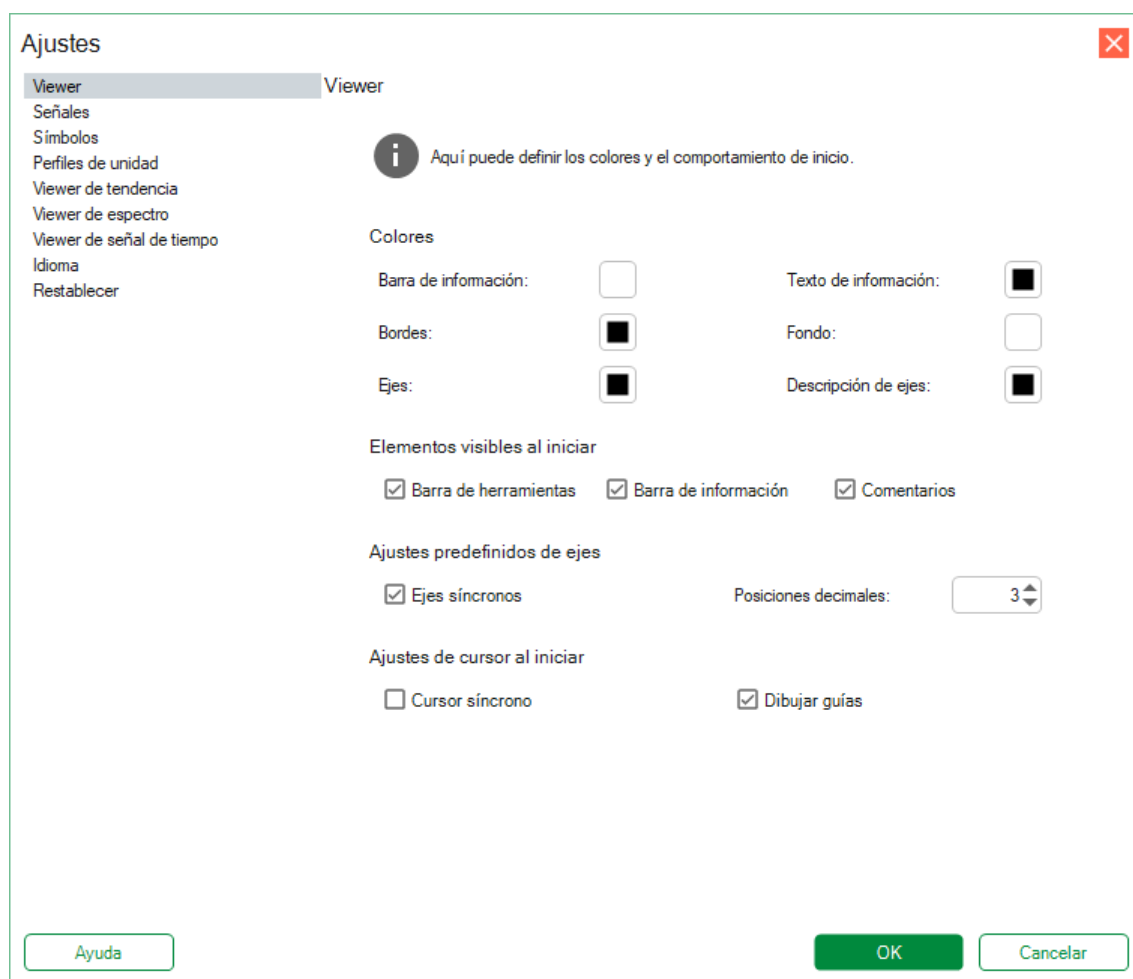 Ajustes
Viewer
Señales
Símbolos
Perfiles de unidad
Viewer de tendencia
Viewer de espectro
Viewer de señal de tiempo
Idioma
Restablecer
Viewer
Aquí puede definir los colores y el comportamiento de inicio.
Colores
Barra de información: Texto de información:
Bordes: Fondo:
Ejes: Descripción de ejes:
Elementos visibles al iniciar
Barra de herramientas Barra de información Comentarios
Ajustes predefinidos de ejes
Ejes síncronos Posiciones decimales: 3
Ajustes de cursor al iniciar
Cursor síncrono Dibujar guías
Ayuda OK Cancelar